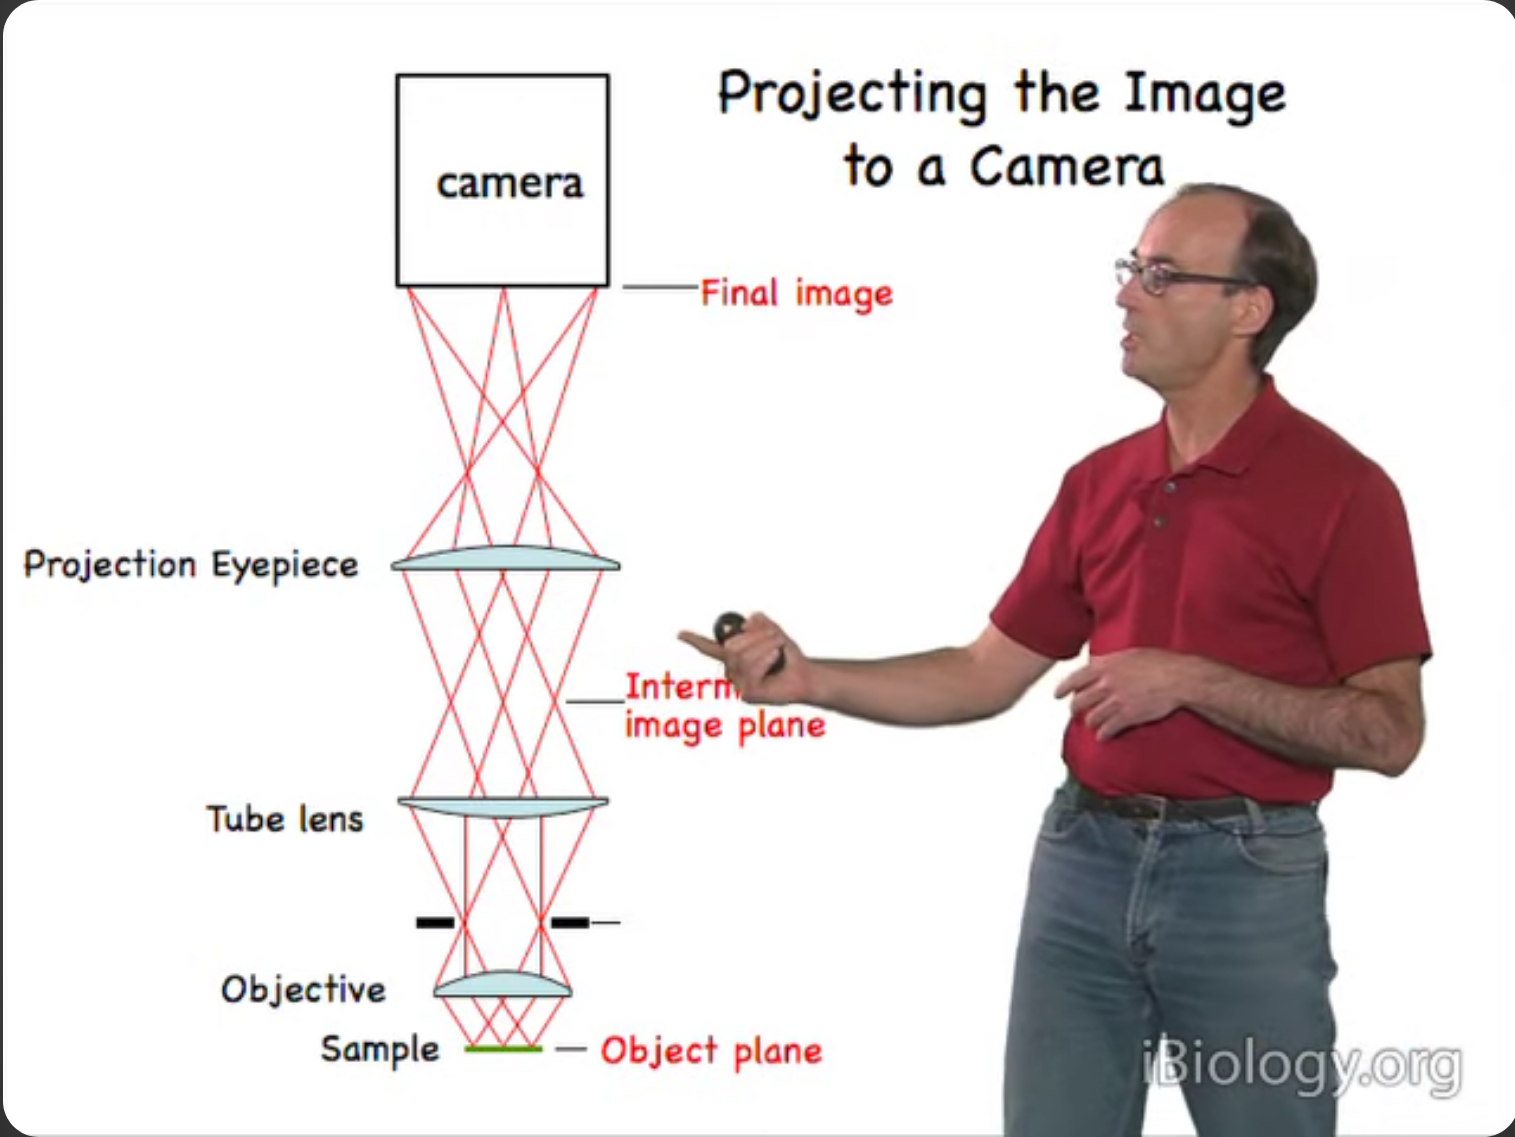 Projecting the Image
to a Camera
camera
Final image
Projection Eyepiece
image plane
Tube lens
Objective
Sample
Object plane
iBiology.org